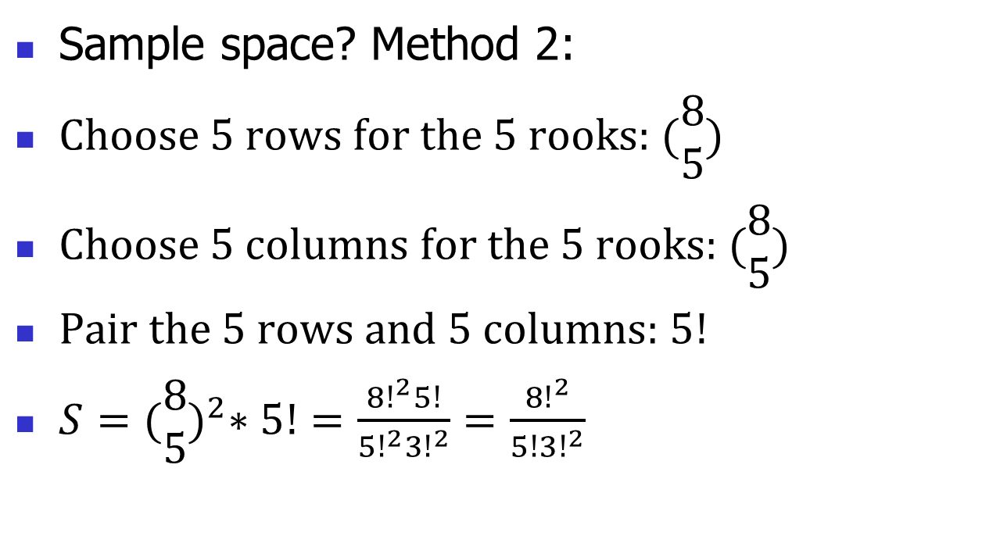 ▪ Sample space? Method 2:
▪ Choose 5 rows for the 5 rooks: $\binom{8}{5}$
▪ Choose 5 columns for the 5 rooks: $\binom{8}{5}$
▪ Pair the 5 rows and 5 columns: 5!
▪ $S = \binom{8}{5}^2 * 5! = \frac{8!^2 5!}{5!^2 3!^2} = \frac{8!^2}{5!3!^2}$